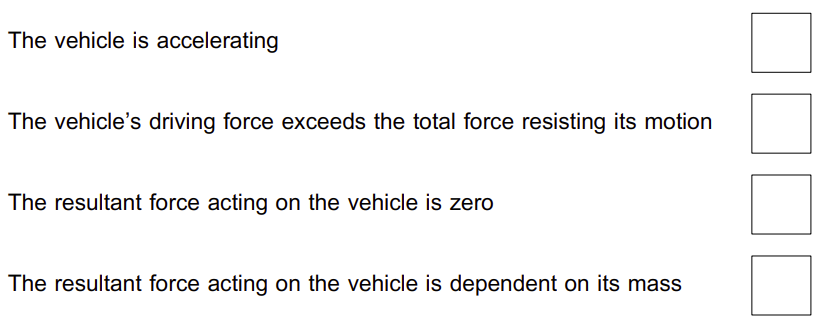 The vehicle is accelerating
The vehicle’s driving force exceeds the total force resisting its motion
The resultant force acting on the vehicle is zero
The resultant force acting on the vehicle is dependent on its mass